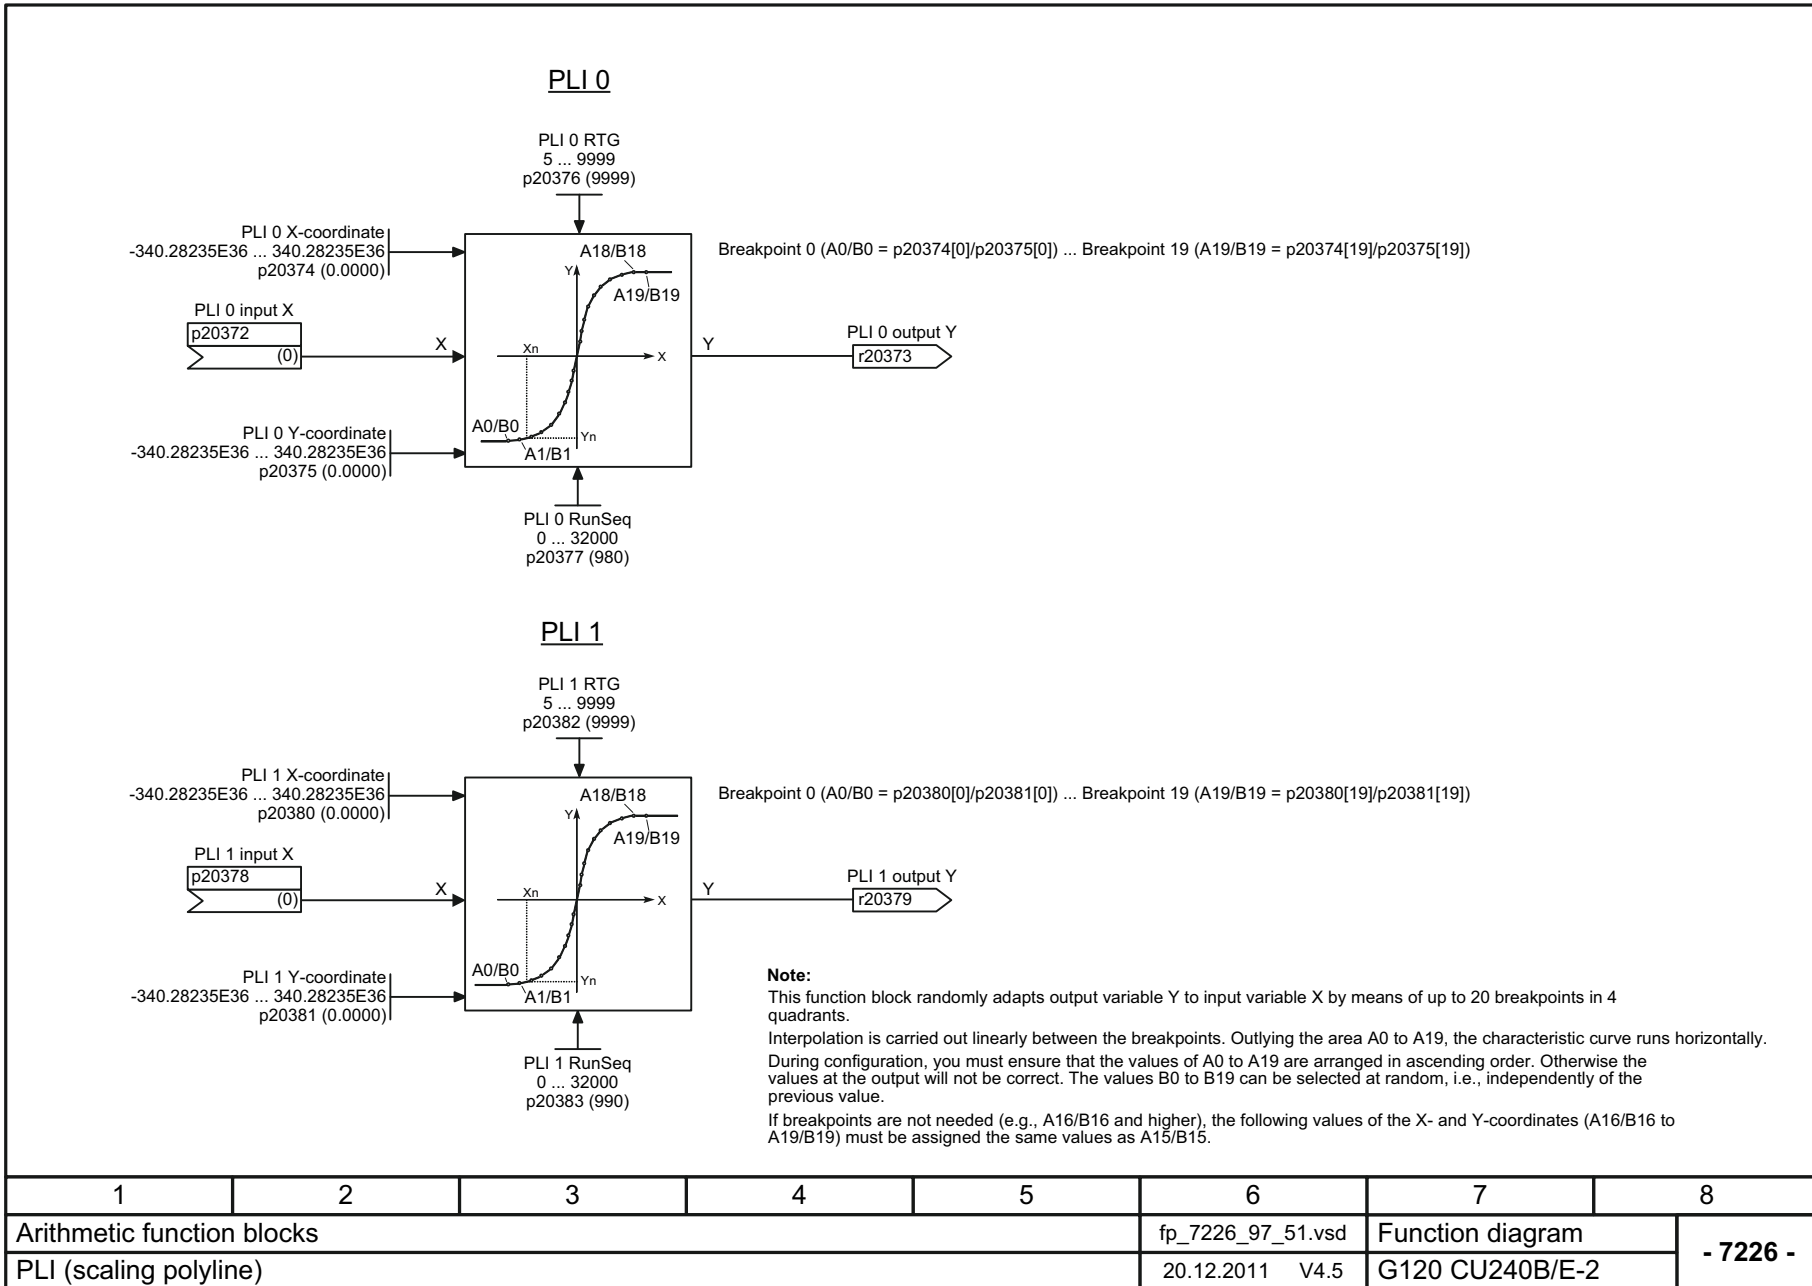 PLI 0
PLI 0 RTG
5 ... 9999
p20376 (9999)
PLI 0 X-coordinate
-340.28235E36 ... 340.28235E36
p20374 (0.0000)
A18/B18
Y
A19/B19
Breakpoint 0 (A0/B0 = p20374[0]/p20375[0]) ... Breakpoint 19 (A19/B19 = p20374[19]/p20375[19])
PLI 0 input X
p20372
(0)
X
Xn
X
Y
PLI 0 output Y
r20373
PLI 0 Y-coordinate
-340.28235E36 ... 340.28235E36
p20375 (0.0000)
A0/B0
Yn
A1/B1
PLI 0 RunSeq
0 ... 32000
p20377 (980)
PLI 1
PLI 1 RTG
5 ... 9999
p20382 (9999)
PLI 1 X-coordinate
-340.28235E36 ... 340.28235E36
p20380 (0.0000)
A18/B18
Y
A19/B19
Breakpoint 0 (A0/B0 = p20380[0]/p20381[0]) ... Breakpoint 19 (A19/B19 = p20380[19]/p20381[19])
PLI 1 input X
p20378
(0)
X
Xn
X
Y
PLI 1 output Y
r20379
PLI 1 Y-coordinate
-340.28235E36 ... 340.28235E36
p20381 (0.0000)
A0/B0
Yn
A1/B1
PLI 1 RunSeq
0 ... 32000
p20383 (990)
Note:
This function block randomly adapts output variable Y to input variable X by means of up to 20 breakpoints in 4
quadrants.
Interpolation is carried out linearly between the breakpoints. Outlying the area A0 to A19, the characteristic curve runs horizontally.
During configuration, you must ensure that the values of A0 to A19 are arranged in ascending order. Otherwise the
values at the output will not be correct. The values B0 to B19 can be selected at random, i.e., independently of the
previous value.
If breakpoints are not needed (e.g., A16/B16 and higher), the following values of the X- and Y-coordinates (A16/B16 to
A19/B19) must be assigned the same values as A15/B15.
1 2 3 4 5 6 7 8
Arithmetic function blocks
fp_7226_97_51.vsd
Function diagram
- 7226 -
PLI (scaling polyline)
20.12.2011 V4.5
G120 CU240B/E-2